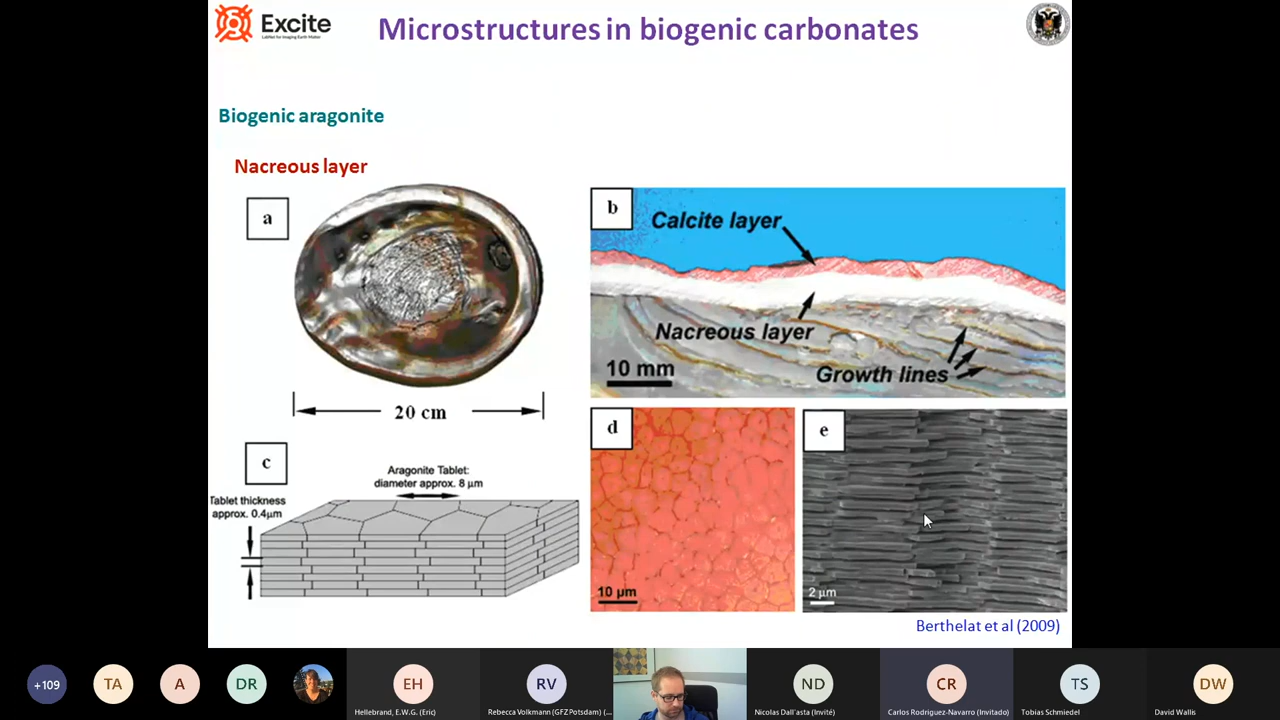 Excite
Microstructures in biogenic carbonates
Biogenic aragonite
Nacreous layer
a
20 cm
b
Calcite layer
Nacreous layer
Growth lines
10 mm
c
Aragonite Tablet:
diameter approx. 8 μm
Tablet thickness
approx. 0.4μm
d
10 μm
e
2 μm
Berthelat et al (2009)
+109
TA
A
DR
EH
Hellebrand, E.W.G. (Eric)
RV
Rebecca Volkmann (GFZ Potsdam) (...
ND
Nicolas Dall'asta (Invité)
CR
Carlos Rodriguez-Navarro (Invitado)
TS
Tobias Schmiedel
DW
David Wallis